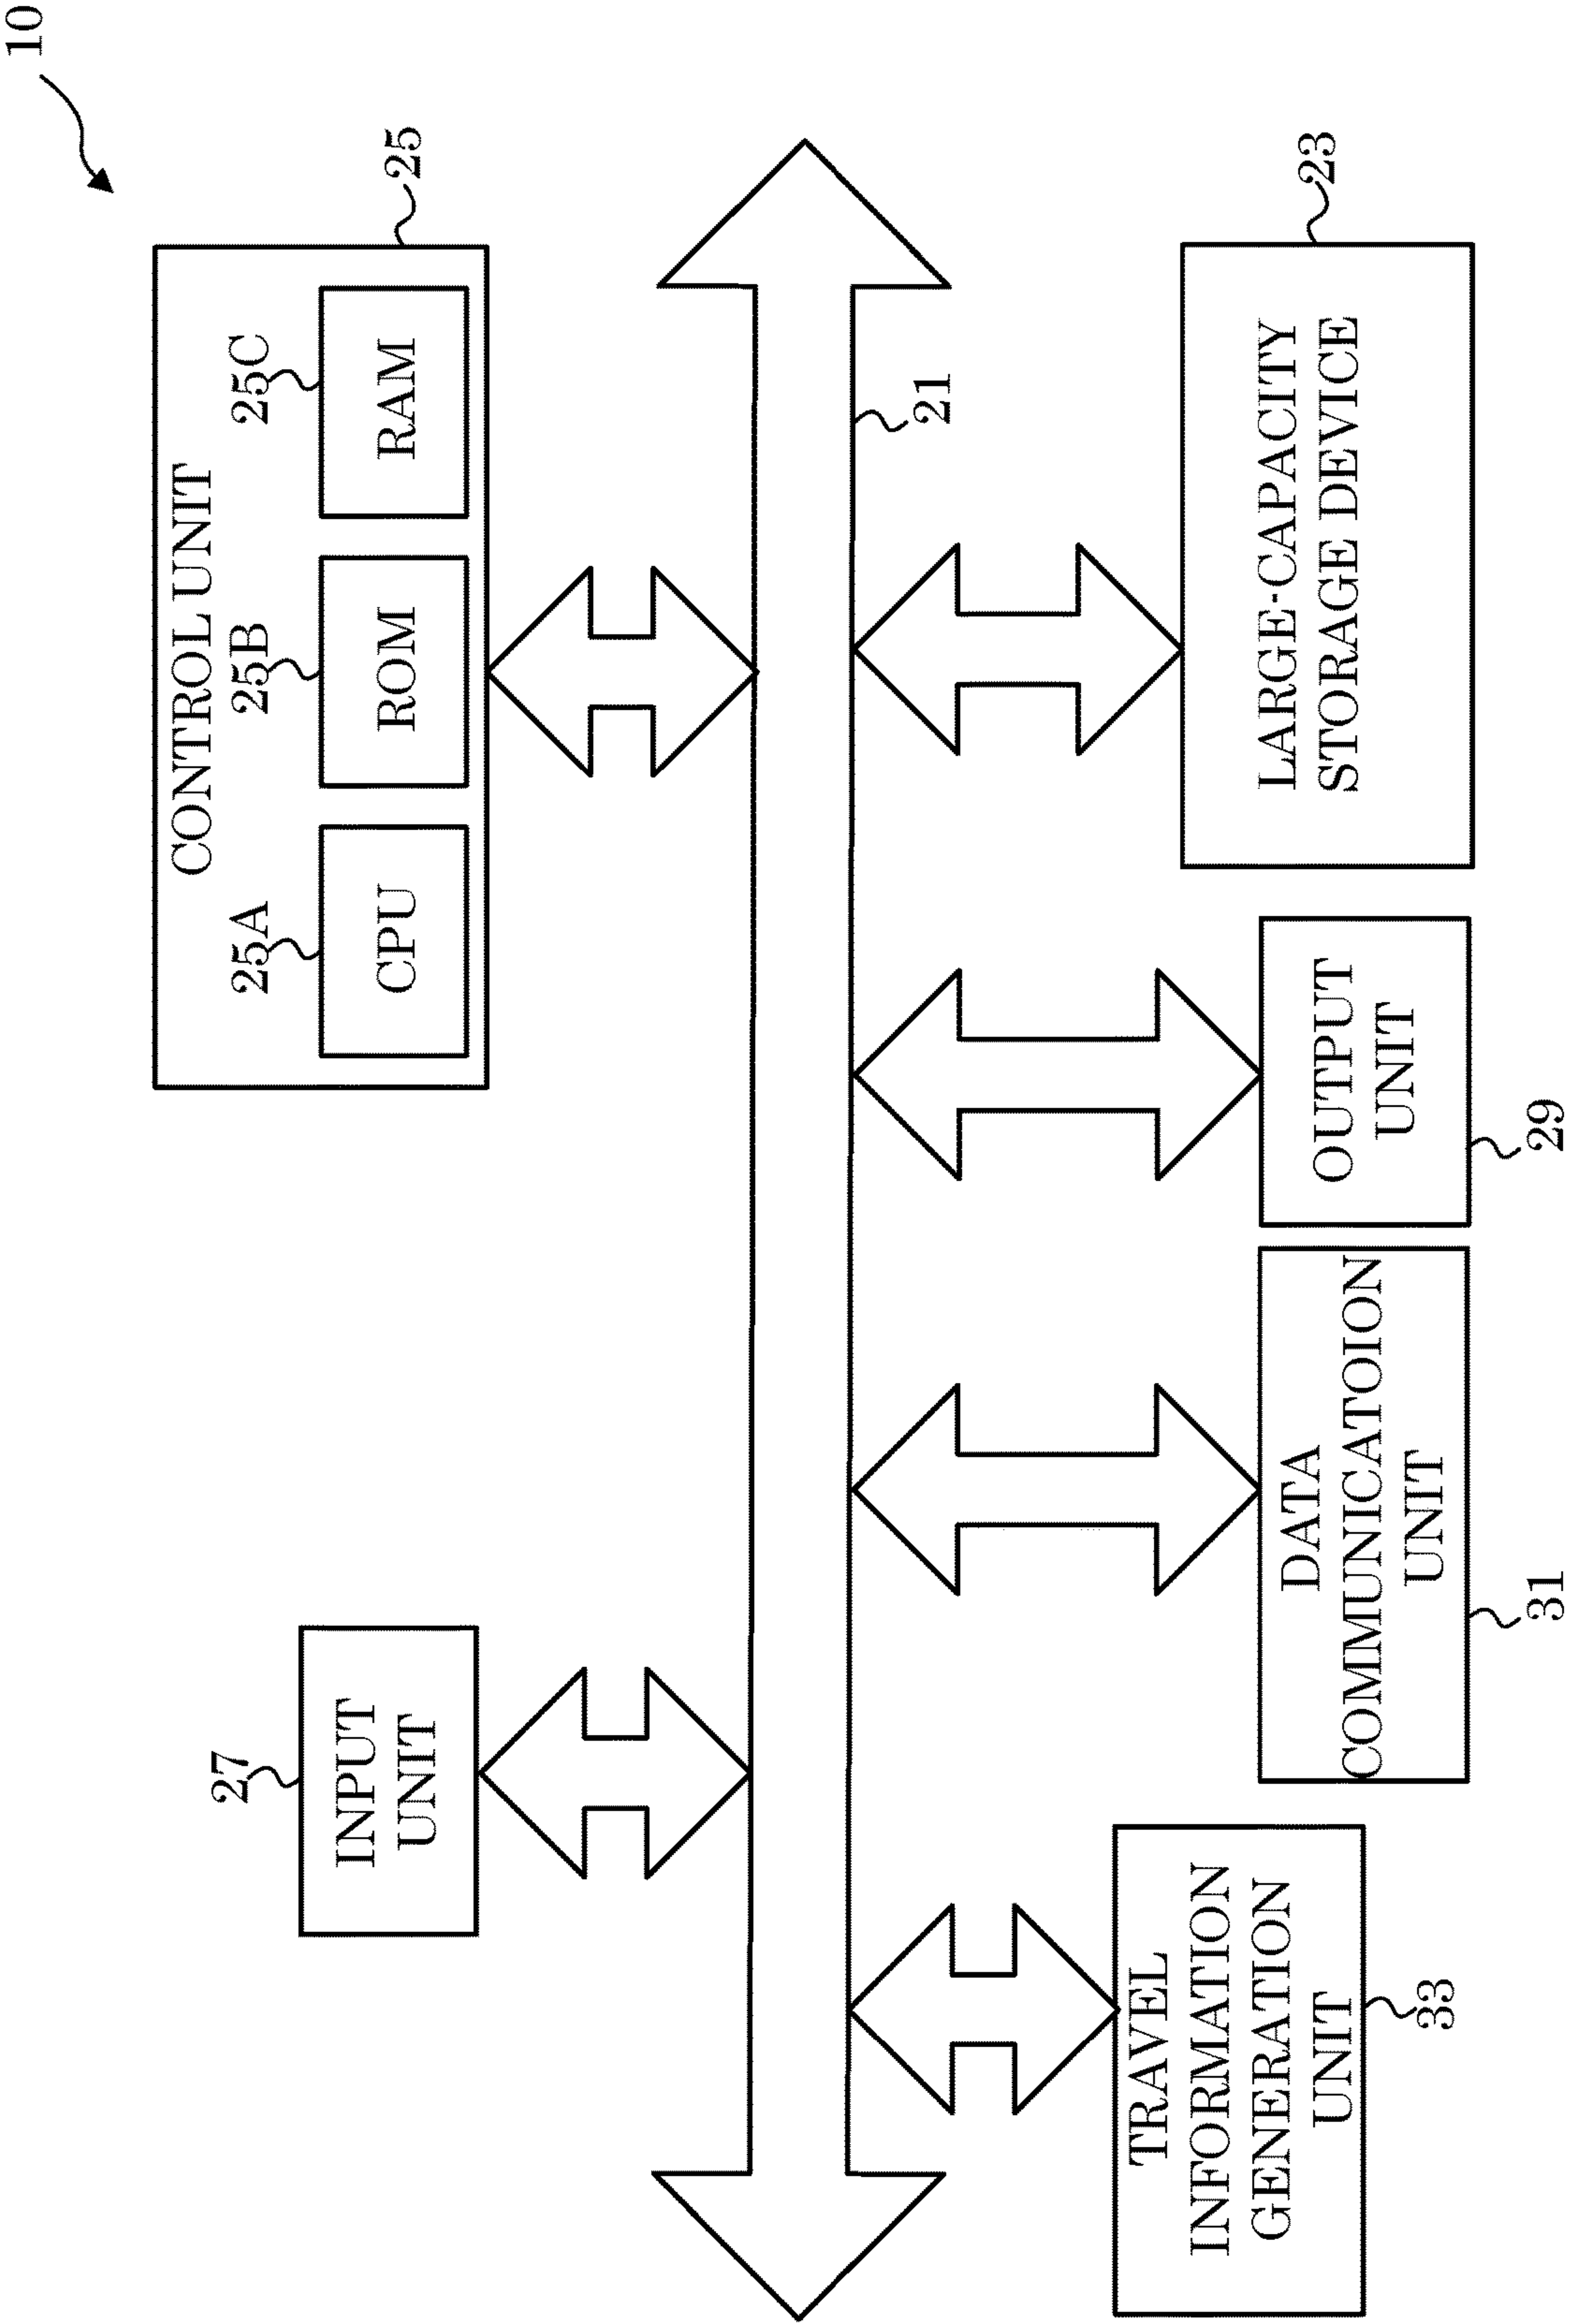 10
27
INPUT
UNIT
CONTROL UNIT
25
25A
25B
25C
CPU
ROM
RAM
21
TRAVEL
INFORMATION
GENERATION
UNIT
33
DATA
COMMUNICATOION
UNIT
31
OUTPUT
UNIT
29
LARGE-CAPACITY
STORAGE DEVICE
23